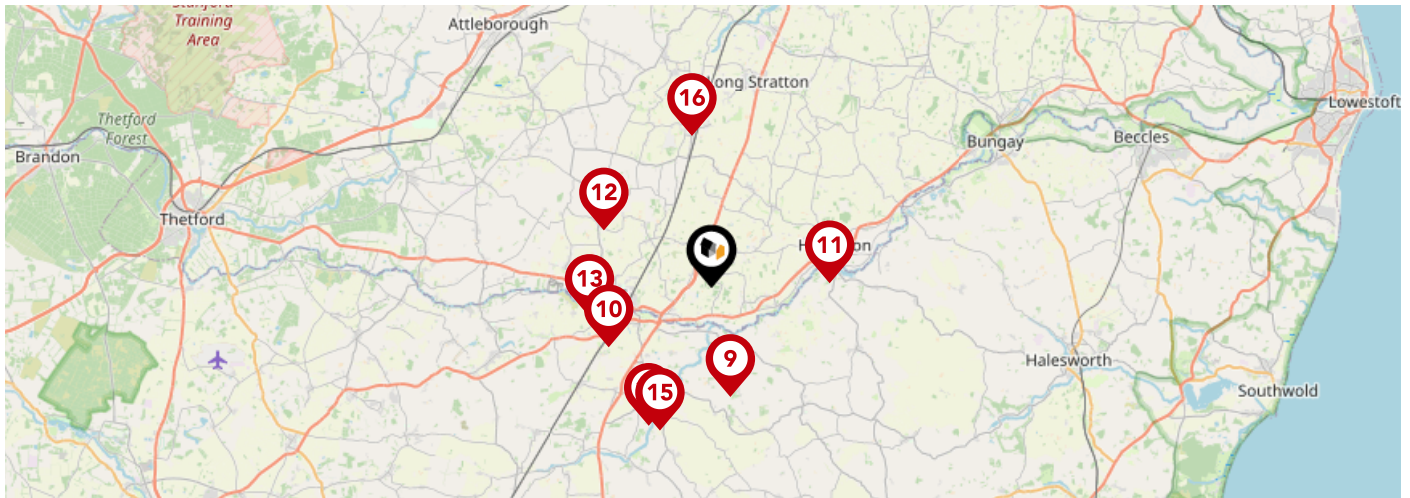 Stanford
Training
Area
Attleborough
Long Stratton
16
Thetford
Forest
Lowestoft
Brandon
Bungay
Beccles
12
Thetford
11
13
10
9
Halesworth
15
Southwold